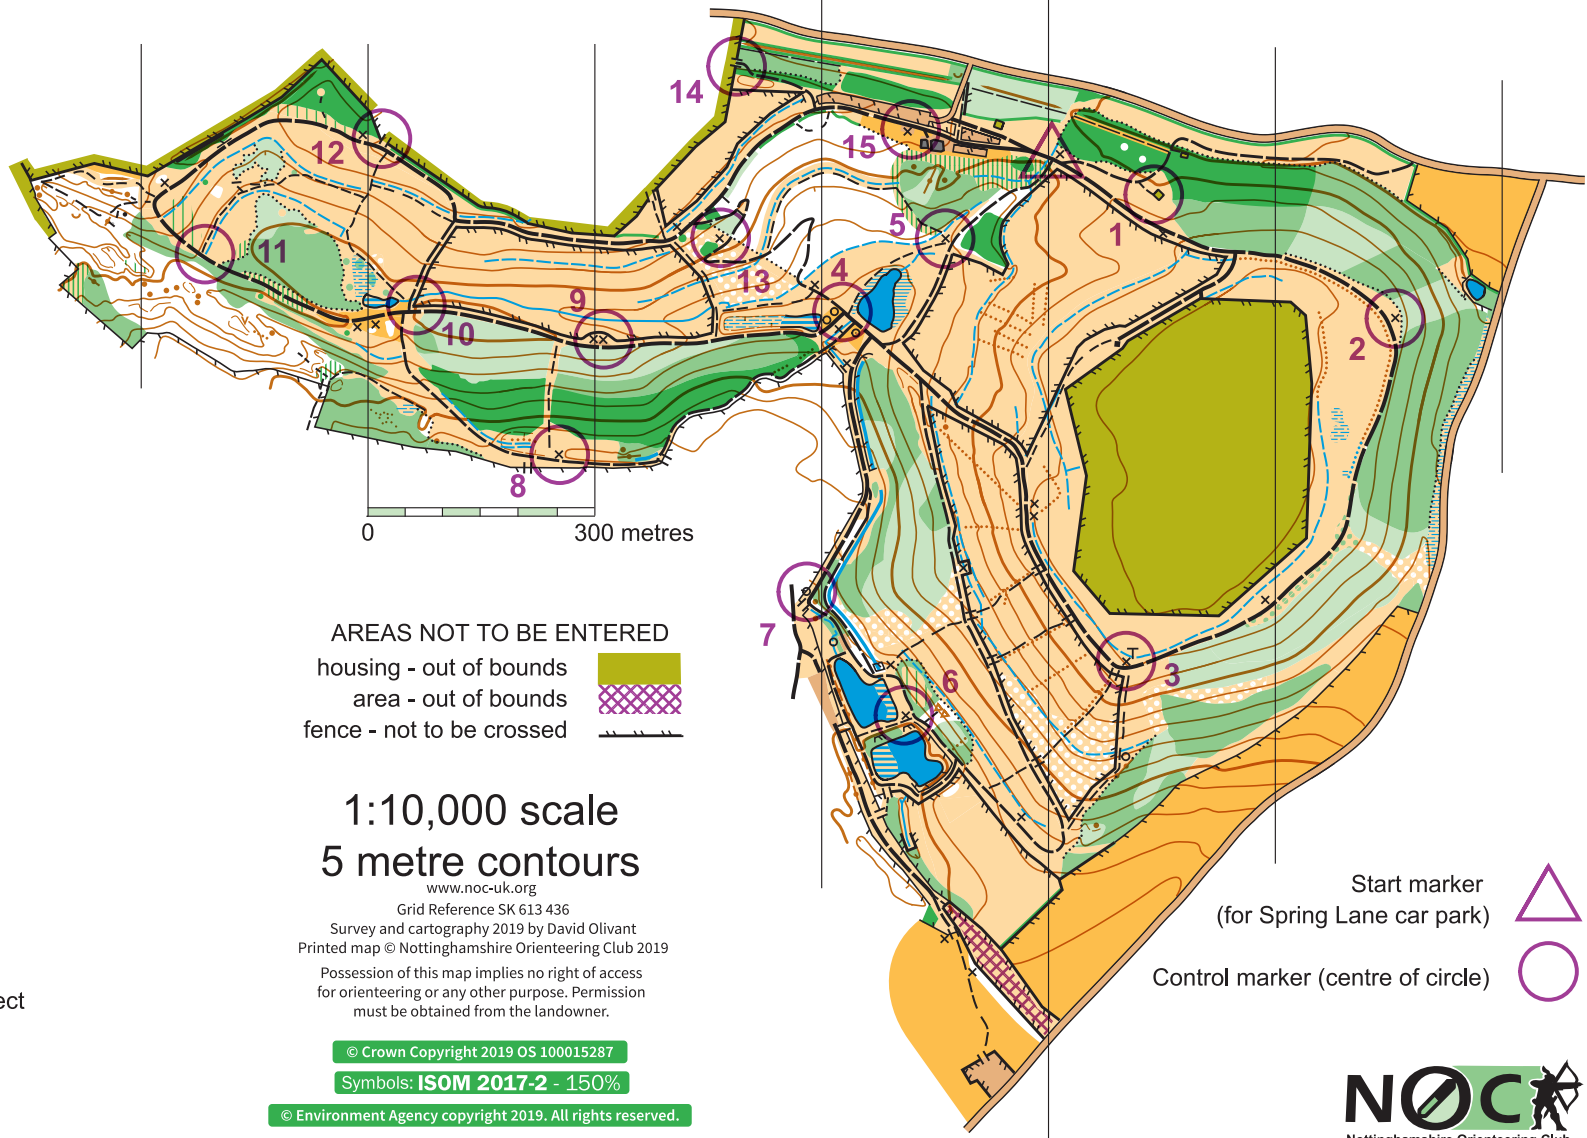 14
15
12
1
5
11
13
4
9
10
2
8
0 300 metres
7
3
6
AREAS NOT TO BE ENTERED
housing - out of bounds
area - out of bounds
fence - not to be crossed
1:10,000 scale
5 metre contours
www.noc-uk.org
Grid Reference SK 613 436
Survey and cartography 2019 by David Olivant
Printed map © Nottinghamshire Orienteering Club 2019
Possession of this map implies no right of access
for orienteering or any other purpose. Permission
must be obtained from the landowner.
ect
© Crown Copyright 2019 OS 100015287
Symbols: ISOM 2017-2 - 150%
© Environment Agency copyright 2019. All rights reserved.
Start marker
(for Spring Lane car park)
Control marker (centre of circle)
NOC
Nottinghamshire Orienteering Club